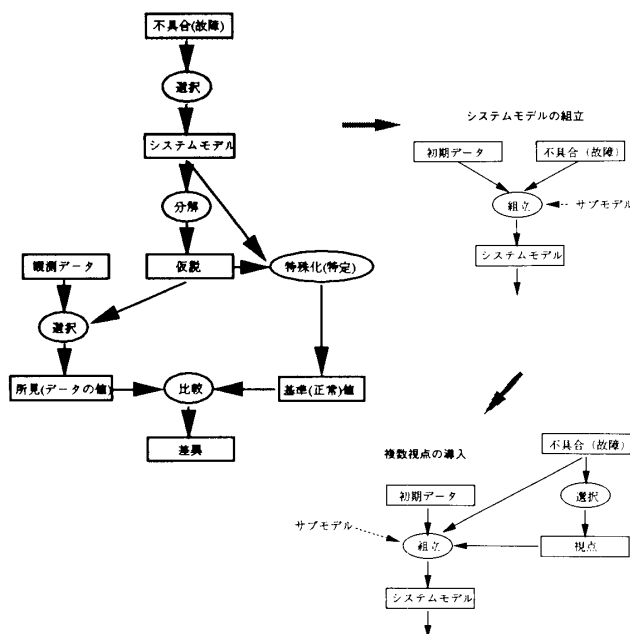 不具合(故障)
選択
システムモデル
分解
観測データ
仮説
特殊化(特定)
選択
所見(データの値)
比較
基準(正常)値
差異
システムモデルの組立
初期データ
不具合(故障)
組立
サブモデル
システムモデル
複数視点の導入
不具合(故障)
初期データ
選択
サブモデル
組立
視点
システムモデル